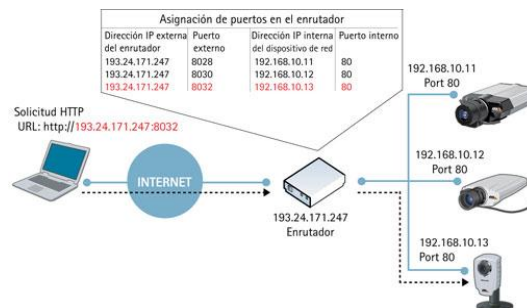 Asignación de puertos en el enrutador
Dirección IP externa del enrutador
Puerto externo
Dirección IP interna del dispositivo de red
Puerto interno
193.24.171.247 8028 192.168.10.11 80
193.24.171.247 8030 192.168.10.12 80
193.24.171.247 8032 192.168.10.13 80
192.168.10.11
Port 80
Solicitud HTTP
URL: http://193.24.171.247:8032
INTERNET
192.168.10.12
Port 80
193.24.171.247
Enrutador
192.168.10.13
Port 80